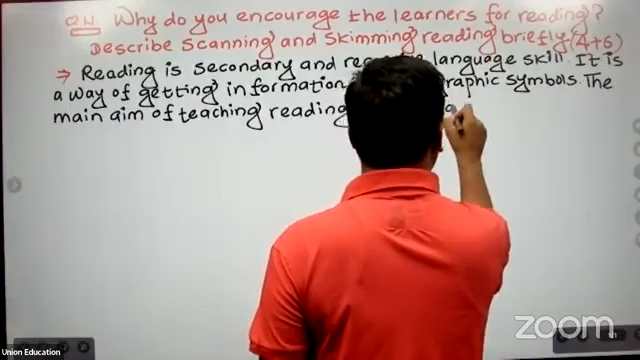 QN Why do you encourage the learners for reading?
Describe Scanning and Skimming reading briefly (4+6)
→ Reading is secondary and language skill. It is
a way of getting information graphic symbols. The
main aim of teaching reading
zoom
Union Education